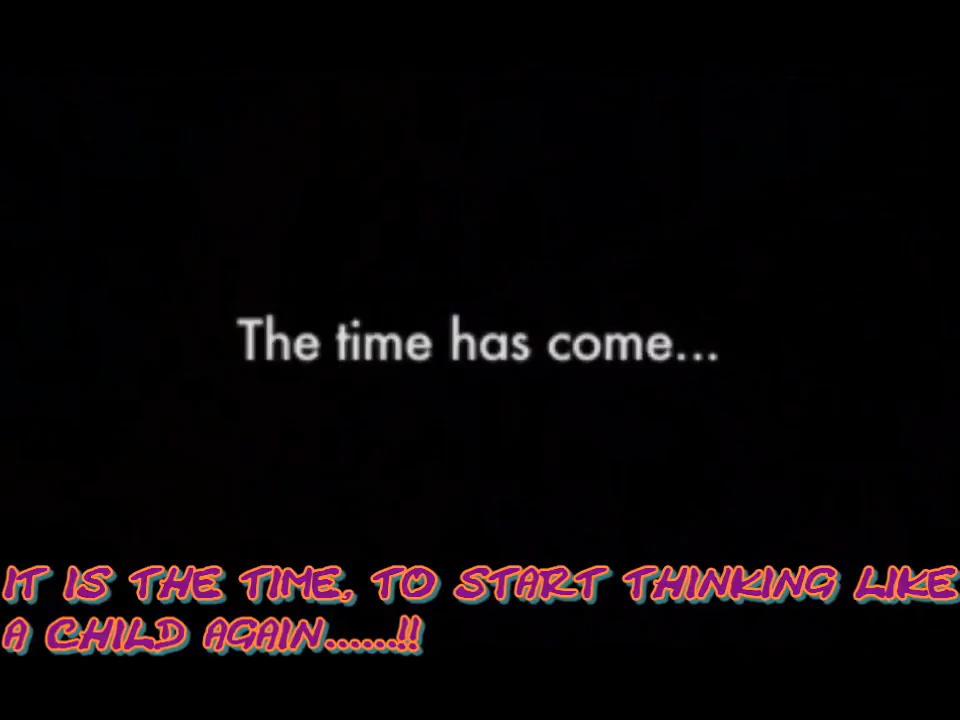 The time has come...
IT IS THE TIME, TO START THINKING LIKE
A CHILD AGAIN......!!